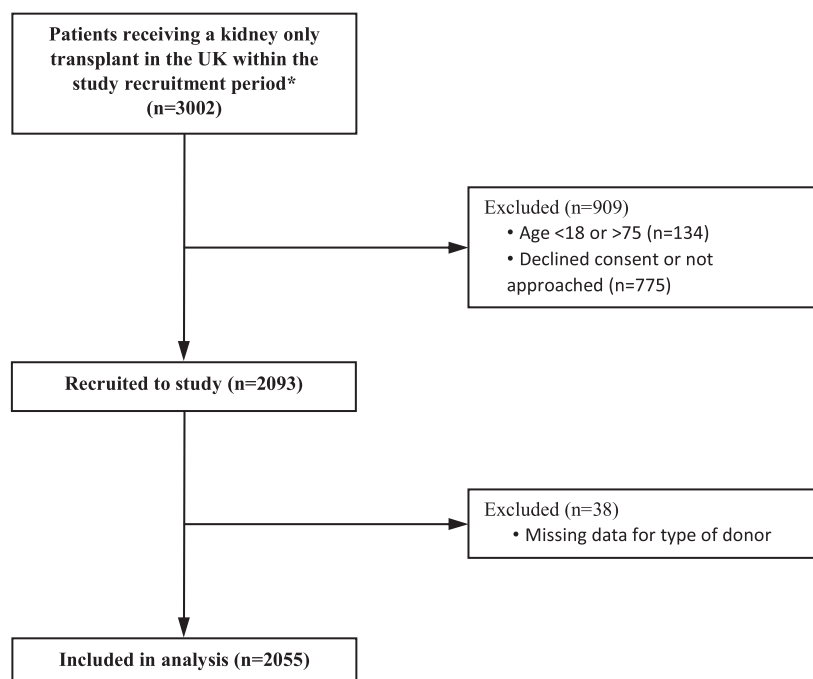 Patients receiving a kidney only
transplant in the UK within the
study recruitment period*
(n=3002)
Excluded (n=909)
• Age <18 or >75 (n=134)
• Declined consent or not
approached (n=775)
Recruited to study (n=2093)
Excluded (n=38)
• Missing data for type of donor
Included in analysis (n=2055)